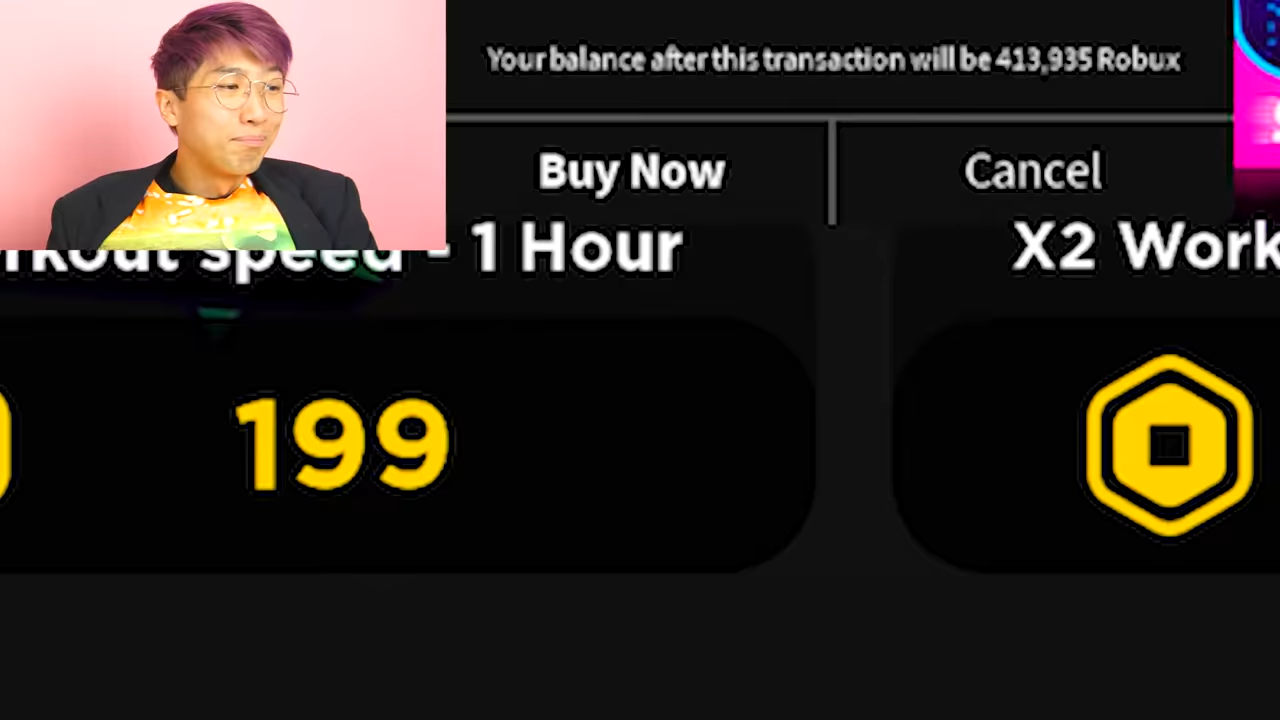 Your balance after this transaction will be 413,935 Robux
Buy Now
Cancel
speed - 1 Hour
X2 Work
199